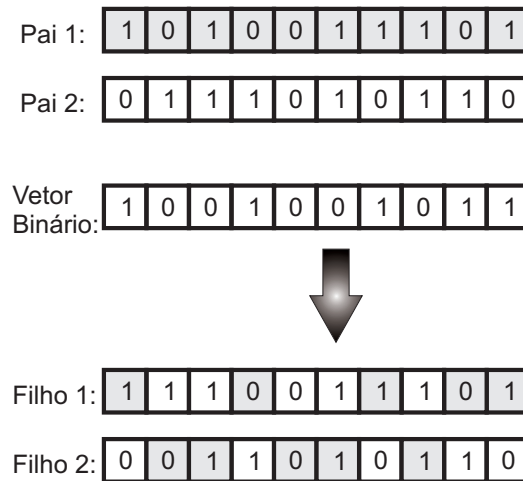 Pai 1: 1 0 1 0 0 1 1 1 0 1
Pai 2: 0 1 1 1 0 1 0 1 1 0
Vetor
Binário: 1 0 0 1 0 0 1 0 1 1
Filho 1: 1 1 1 0 0 1 1 1 0 1
Filho 2: 0 0 1 1 0 1 0 1 1 0